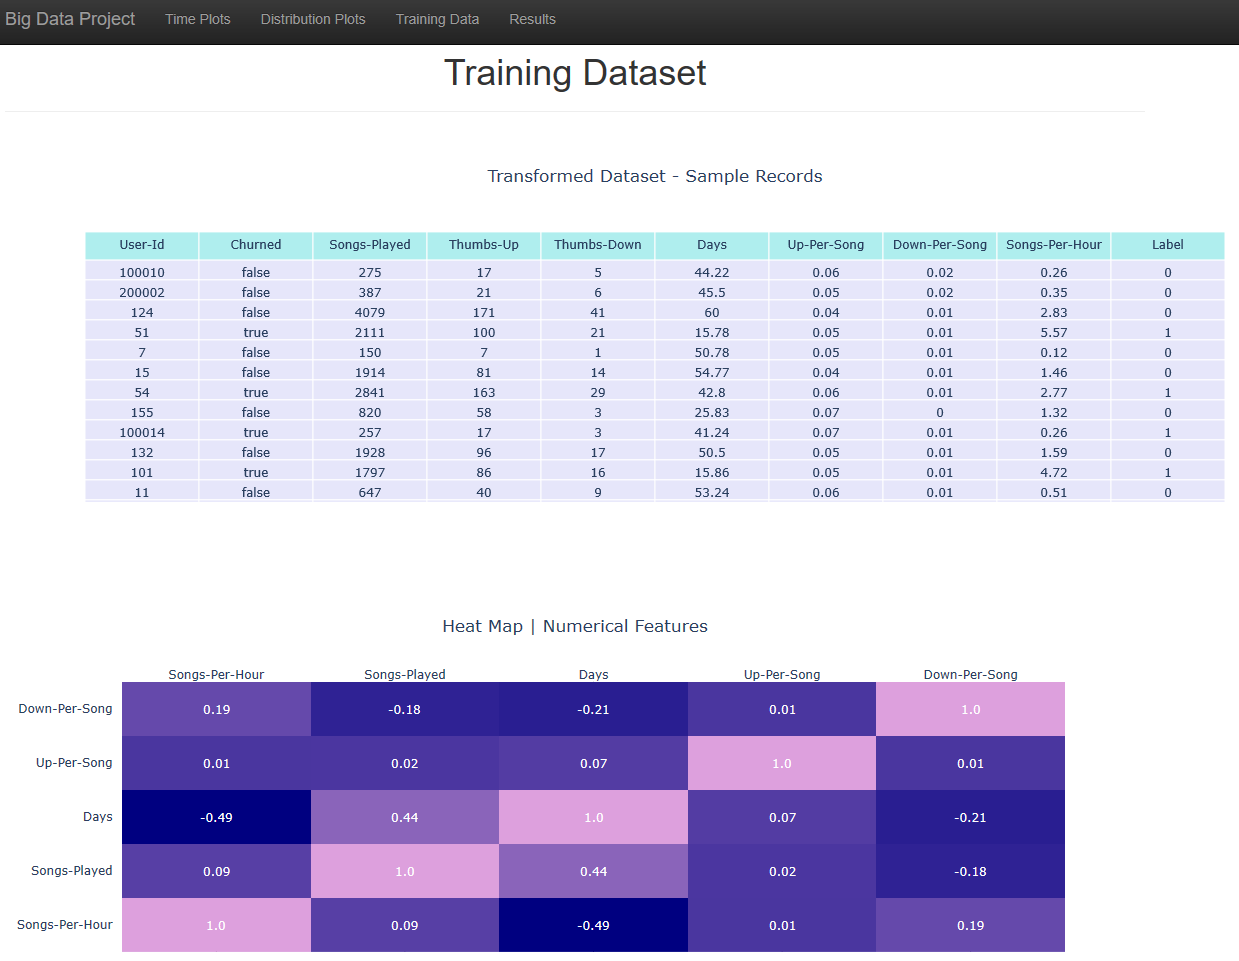 Big Data Project Time Plots Distribution Plots Training Data Results
Training Dataset
Transformed Dataset - Sample Records
User-Id Churned Songs-Played Thumbs-Up Thumbs-Down Days Up-Per-Song Down-Per-Song Songs-Per-Hour Label
100010 false 275 17 5 44.22 0.06 0.02 0.26 0
200002 false 387 21 6 45.5 0.05 0.02 0.35 0
124 false 4079 171 41 60 0.04 0.01 2.83 0
51 true 2111 100 21 15.78 0.05 0.01 5.57 1
7 false 150 7 1 50.78 0.05 0.01 0.12 0
15 false 1914 81 14 54.77 0.04 0.01 1.46 0
54 true 2841 163 29 42.8 0.06 0.01 2.77 1
155 false 820 58 3 25.83 0.07 0 1.32 0
100014 true 257 17 3 41.24 0.07 0.01 0.26 1
132 false 1928 96 17 50.5 0.05 0.01 1.59 0
101 true 1797 86 16 15.86 0.05 0.01 4.72 1
11 false 647 40 9 53.24 0.06 0.01 0.51 0
Heat Map | Numerical Features
Songs-Per-Hour Songs-Played Days Up-Per-Song Down-Per-Song
Down-Per-Song 0.19 -0.18 -0.21 0.01 1.0
Up-Per-Song 0.01 0.02 0.07 1.0 0.01
Days -0.49 0.44 1.0 0.07 -0.21
Songs-Played 0.09 1.0 0.44 0.02 -0.18
Songs-Per-Hour 1.0 0.09 -0.49 0.01 0.19